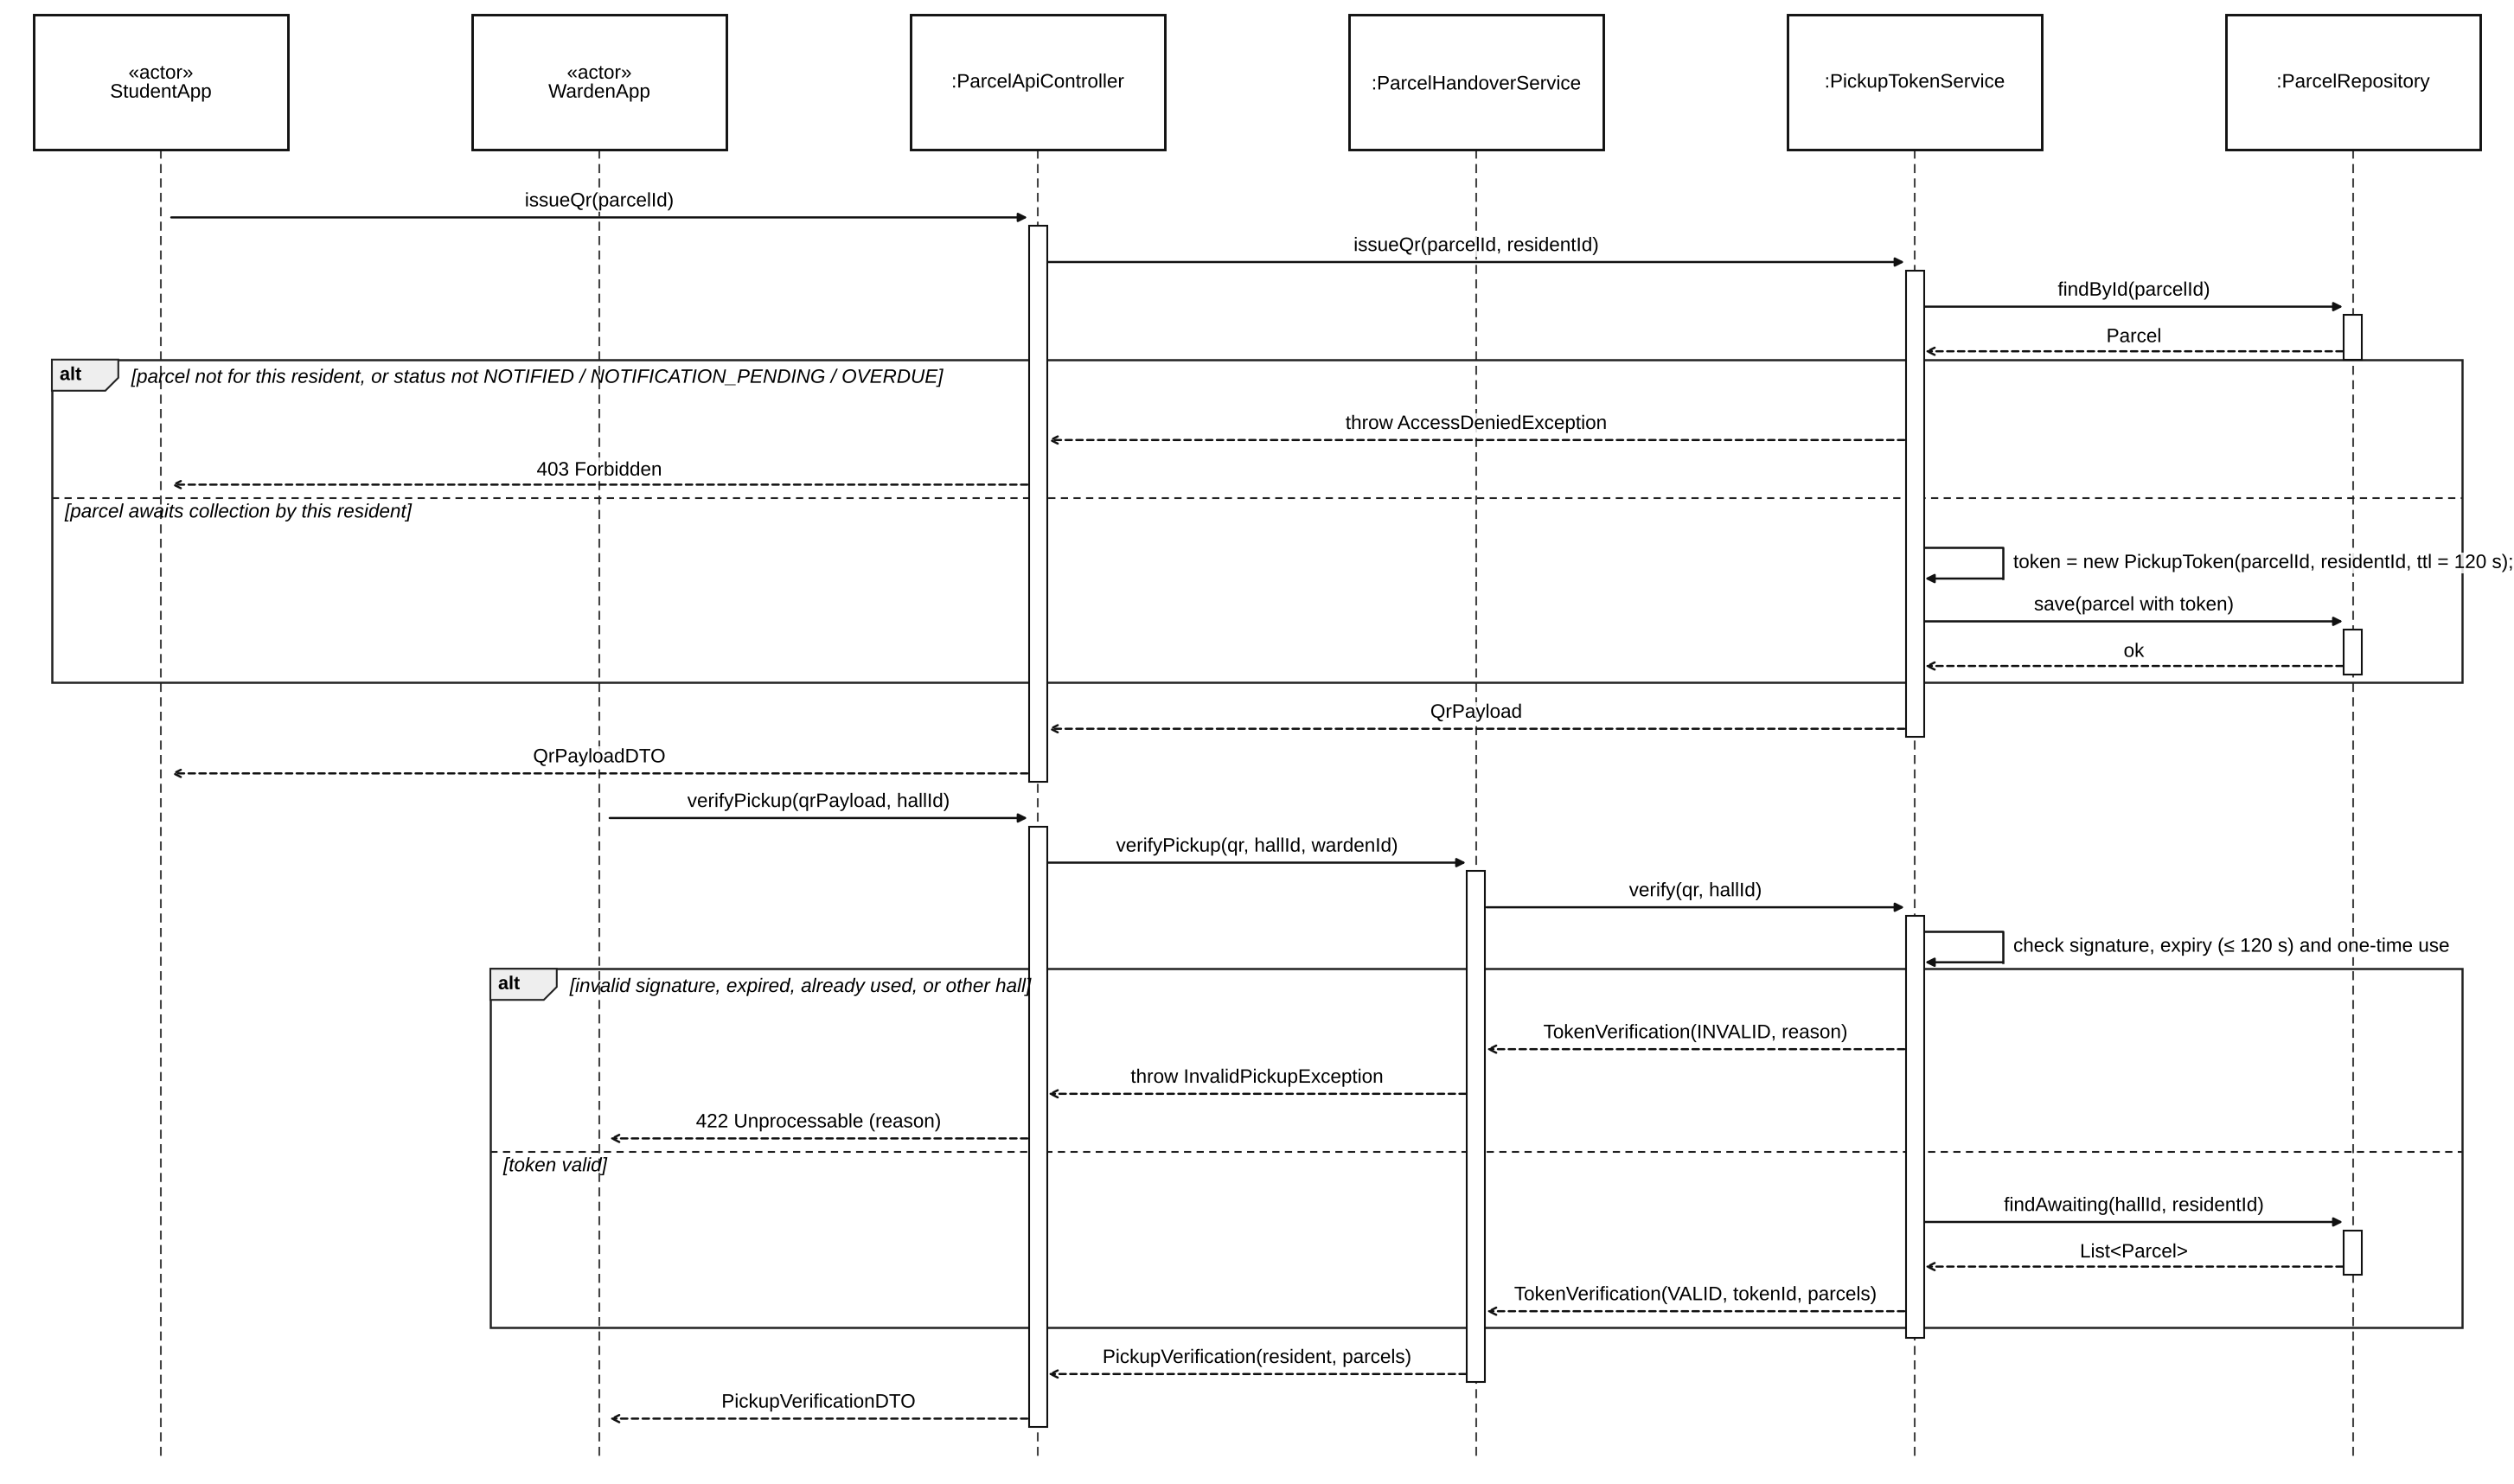 «actor»
StudentApp
«actor»
WardenApp
:ParcelApiController
:ParcelHandoverService
:PickupTokenService
:ParcelRepository
issueQr(parcelId)
issueQr(parcelId, residentId)
findById(parcelId)
Parcel
alt
[parcel not for this resident, or status not NOTIFIED / NOTIFICATION_PENDING / OVERDUE]
throw AccessDeniedException
403 Forbidden
[parcel awaits collection by this resident]
token = new PickupToken(parcelId, residentId, ttl = 120 s);
save(parcel with token)
ok
QrPayload
QrPayloadDTO
verifyPickup(qrPayload, hallId)
verifyPickup(qr, hallId, wardenId)
verify(qr, hallId)
check signature, expiry (≤ 120 s) and one-time use
alt
[invalid signature, expired, already used, or other hall]
TokenVerification(INVALID, reason)
throw InvalidPickupException
422 Unprocessable (reason)
[token valid]
findAwaiting(hallId, residentId)
List<Parcel>
TokenVerification(VALID, tokenId, parcels)
PickupVerification(resident, parcels)
PickupVerificationDTO